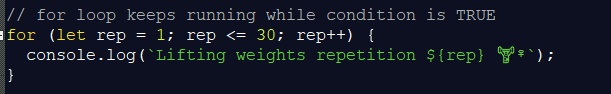 // for loop keeps running while condition is TRUE
for (let rep = 1; rep <= 30; rep++) {
console.log(`Lifting weights repetition ${rep} 🏋️♀`);
}